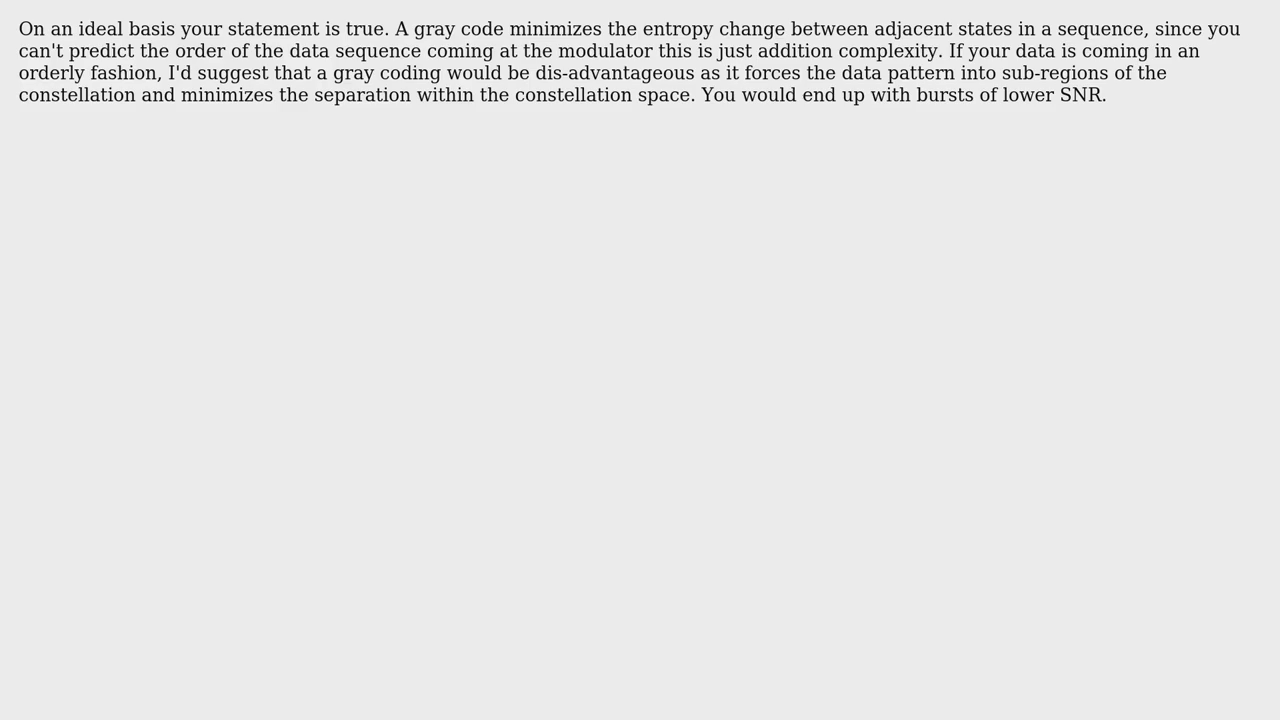 On an ideal basis your statement is true. A gray code minimizes the entropy change between adjacent states in a sequence, since you
can't predict the order of the data sequence coming at the modulator this is just addition complexity. If your data is coming in an
orderly fashion, I'd suggest that a gray coding would be dis-advantageous as it forces the data pattern into sub-regions of the
constellation and minimizes the separation within the constellation space. You would end up with bursts of lower SNR.